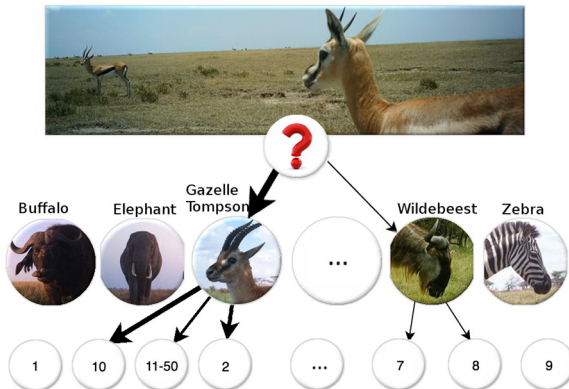 ?
Gazelle
Tompson
Buffalo
Elephant
Wildebeest
Zebra
...
1
10
11-50
2
...
7
8
9